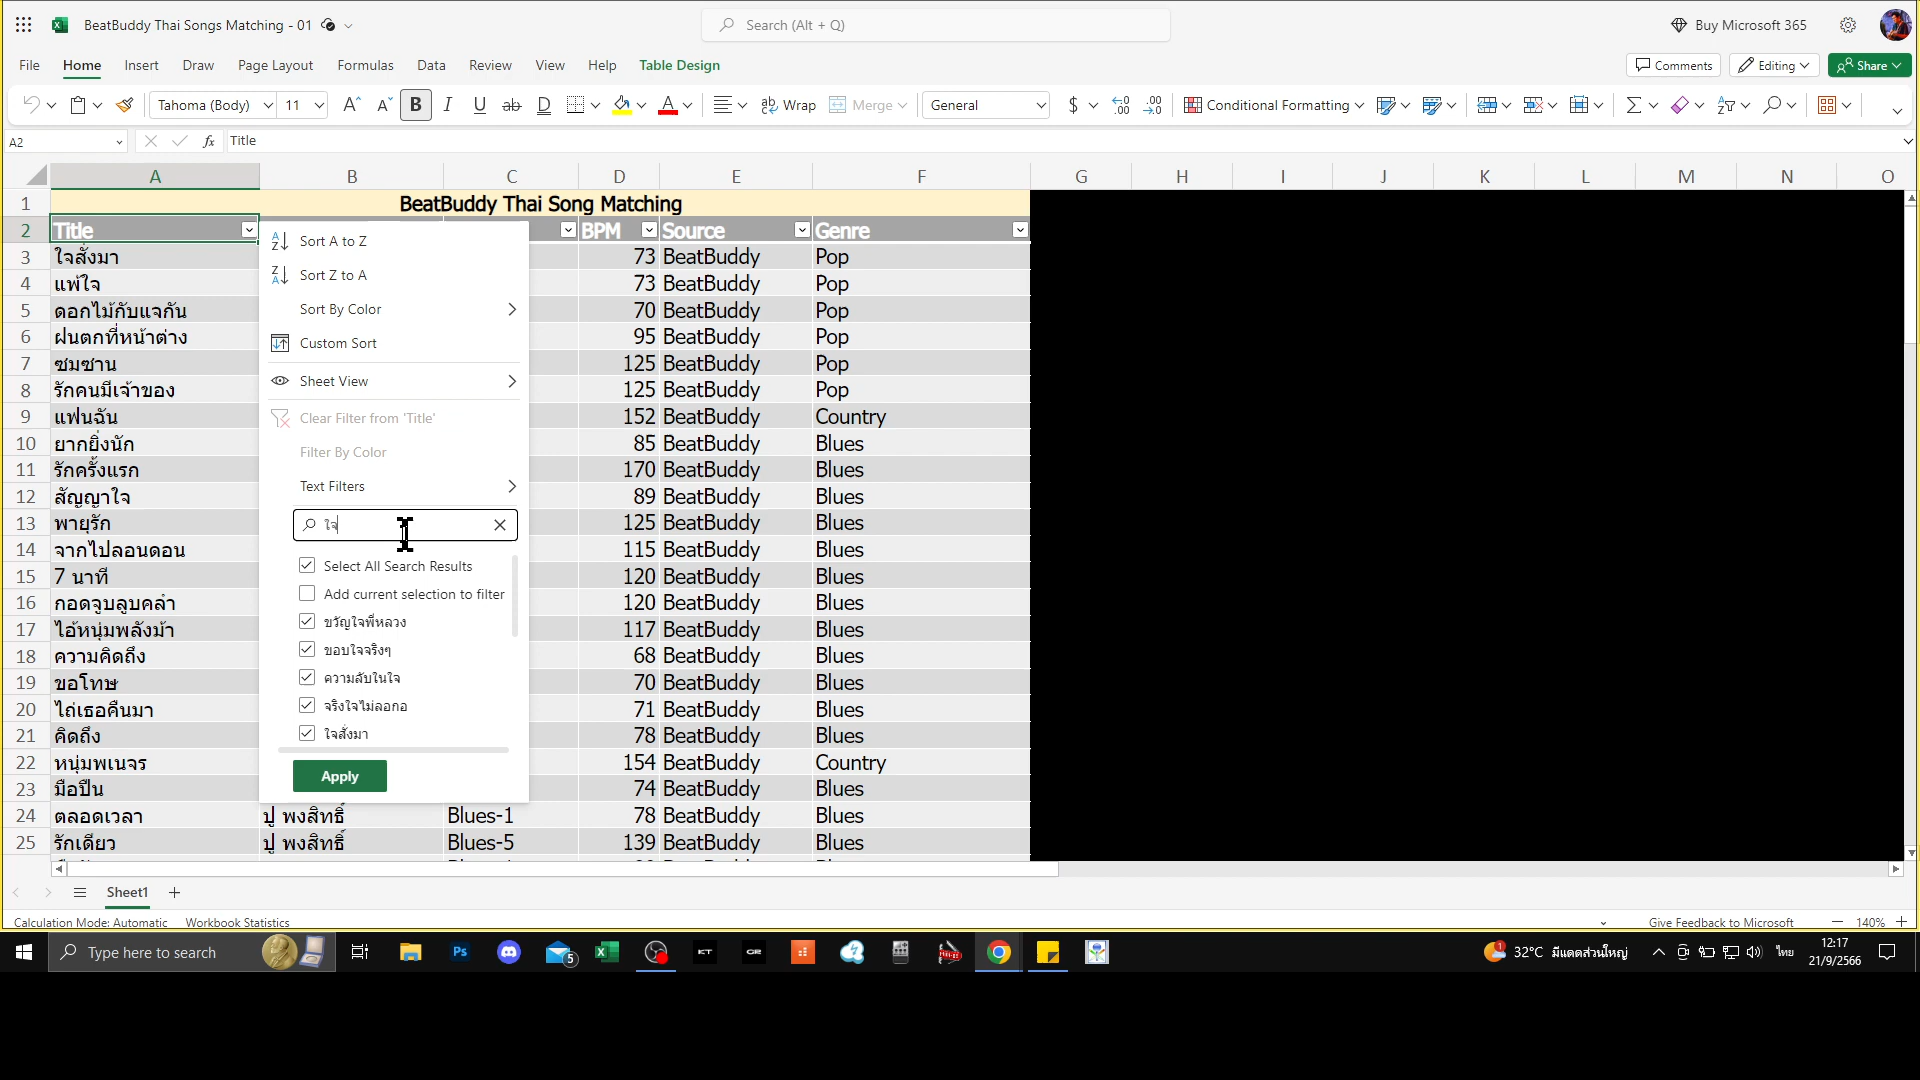 BeatBuddy Thai Songs Matching - 01
Search (Alt + Q)
Buy Microsoft 365
File Home Insert Draw Page Layout Formulas Data Review View Help Table Design
Comments Editing Share
Tahoma (Body) 11 A A B I U ab D A Wrap Merge General $ Conditional Formatting
A2 fx Title
A B C D E F G H I J K L M N O
1 BeatBuddy Thai Song Matching
2 Title BPM Source Genre
3 ใจสั่งมา 73 BeatBuddy Pop
4 แพ้ใจ 73 BeatBuddy Pop
5 ดอกไม้กับแจกัน 70 BeatBuddy Pop
6 ฝนตกที่หน้าต่าง 95 BeatBuddy Pop
7 ซมซาน 125 BeatBuddy Pop
8 รักคนมีเจ้าของ 125 BeatBuddy Pop
9 แฟนฉัน 152 BeatBuddy Country
10 ยากยิ่งนัก 85 BeatBuddy Blues
11 รักครั้งแรก 170 BeatBuddy Blues
12 สัญญาใจ 89 BeatBuddy Blues
13 พายุรัก 125 BeatBuddy Blues
14 จากไปลอนดอน 115 BeatBuddy Blues
15 7 นาที 120 BeatBuddy Blues
16 กอดจูบลูบคลำ 120 BeatBuddy Blues
17 ไอ้หนุ่มพลังม้า 117 BeatBuddy Blues
18 ความคิดถึง 68 BeatBuddy Blues
19 ขอโทษ 70 BeatBuddy Blues
20 ไถ่เธอคืนมา 71 BeatBuddy Blues
21 คิดถึง 78 BeatBuddy Blues
22 หนุ่มพเนจร 154 BeatBuddy Country
23 มือปืน 74 BeatBuddy Blues
24 ตลอดเวลา ปู พงสิทธิ์ Blues-1 78 BeatBuddy Blues
25 รักเดียว ปู พงสิทธิ์ Blues-5 139 BeatBuddy Blues
Sort A to Z
Sort Z to A
Sort By Color
Custom Sort
Sheet View
Clear Filter from 'Title'
Filter By Color
Text Filters
ใจ
Select All Search Results
Add current selection to filter
ขวัญใจพี่หลวง
ขอบใจจริงๆ
ความลับในใจ
จริงใจไม่ลอกอ
ใจสั่งมา
Apply
Sheet1
Calculation Mode: Automatic Workbook Statistics
Give Feedback to Microsoft 140%
Type here to search
Ps 5 KT GR
1 32°C มีแดดส่วนใหญ่
ไทย
12:17
21/9/2566